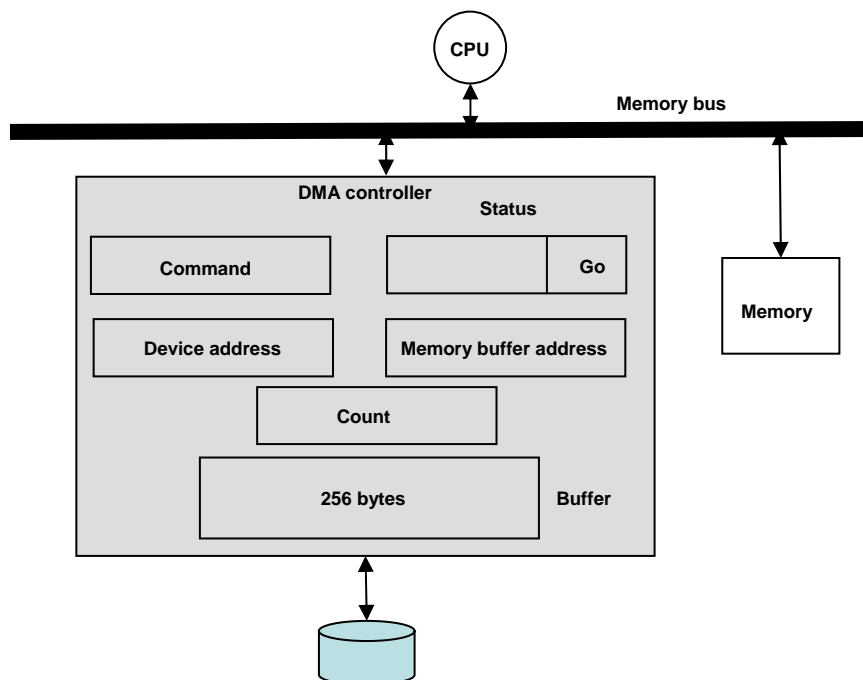 CPU
Memory bus
DMA controller
Status
Command
Go
Memory
Device address
Memory buffer address
Count
256 bytes
Buffer